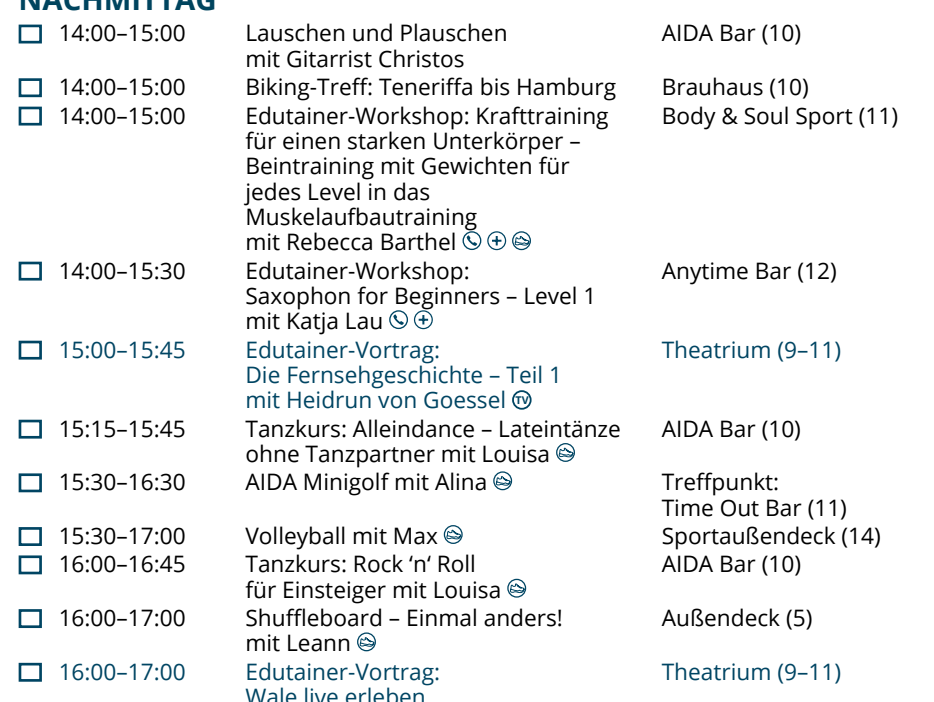 NACHMITTAG
14:00–15:00 Lauschen und Plauschen AIDA Bar (10)
mit Gitarrist Christos
14:00–15:00 Biking-Treff: Teneriffa bis Hamburg Brauhaus (10)
14:00–15:00 Edutainer-Workshop: Krafttraining Body & Soul Sport (11)
für einen starken Unterkörper –
Beintraining mit Gewichten für
jedes Level in das
Muskelaufbautraining
mit Rebecca Barthel
14:00–15:30 Edutainer-Workshop: Anytime Bar (12)
Saxophon for Beginners – Level 1
mit Katja Lau
15:00–15:45 Edutainer-Vortrag: Theatrium (9–11)
Die Fernsehgeschichte – Teil 1
mit Heidrun von Goessel TV
15:15–15:45 Tanzkurs: Alleindance – Lateintänze AIDA Bar (10)
ohne Tanzpartner mit Louisa
15:30–16:30 AIDA Minigolf mit Alina Treffpunkt:
Time Out Bar (11)
15:30–17:00 Volleyball mit Max Sportaußendeck (14)
16:00–16:45 Tanzkurs: Rock ‘n‘ Roll AIDA Bar (10)
für Einsteiger mit Louisa
16:00–17:00 Shuffleboard – Einmal anders! Außendeck (5)
mit Leann
16:00–17:00 Edutainer-Vortrag: Theatrium (9–11)
Wale live erleben